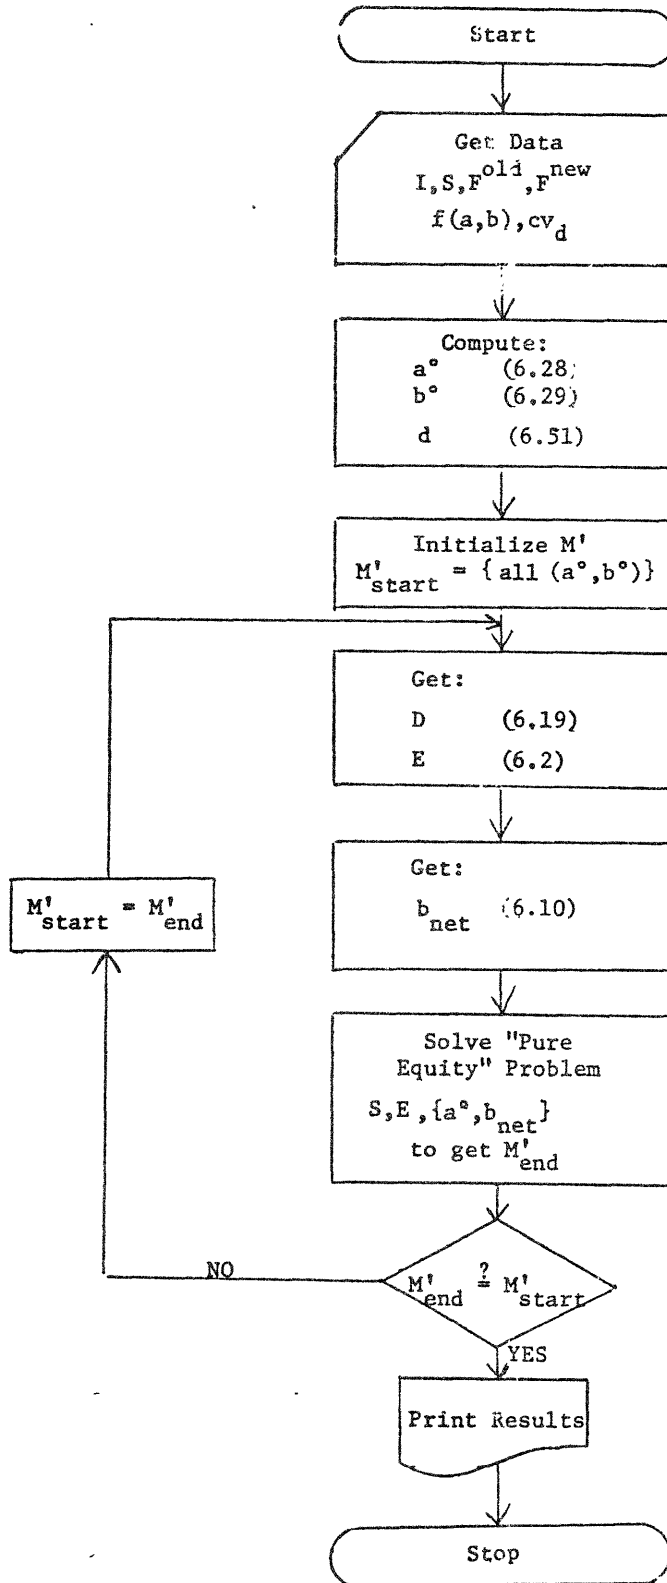 Start
Get Data
I,S,F^old,F^new
f(a,b),cv_d
Compute:
a° (6.28)
b° (6.29)
d (6.51)
Initialize M'
M'_start = {all (a°,b°)}
Get:
D (6.19)
E (6.2)
Get:
b_net (6.10)
M'_start = M'_end
Solve "Pure
Equity" Problem
S,E,{a°,b_net}
to get M'_end
NO
M'_end ≟ M'_start
YES
Print Results
Stop